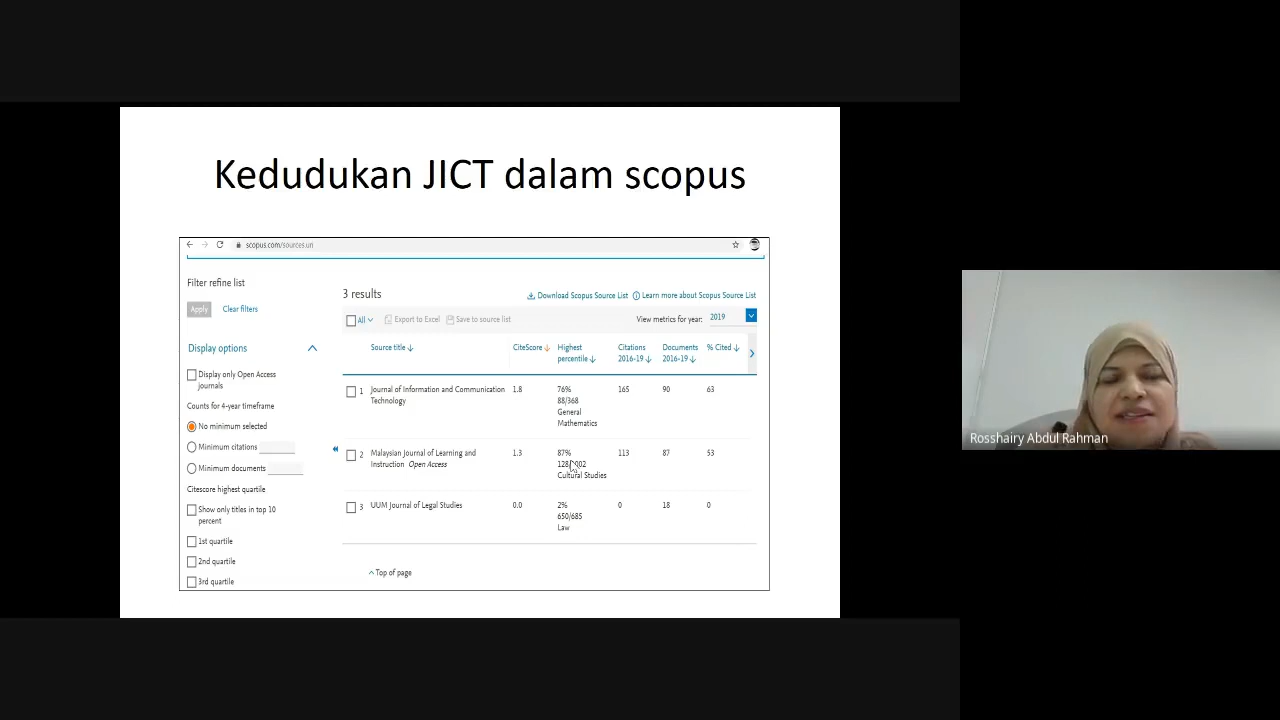 Kedudukan JICT dalam scopus
scopus.com/sources.uri
Filter refine list
Apply
Clear filters
Display options
Display only Open Access
journals
Counts for 4-year timeframe
No minimum selected
Minimum citations
Minimum documents
Citescore highest quartile
Show only titles in top 10
percent
1st quartile
2nd quartile
3rd quartile
3 results
Download Scopus Source List
Learn more about Scopus Source List
All
Export to Excel
Save to source list
View metrics for year:
2019
Source title
CiteScore
Highest
percentile
Citations
2016-19
Documents
2016-19
% Cited
1
Journal of Information and Communication
Technology
1.8
76%
88/368
General
Mathematics
165
90
63
2
Malaysian Journal of Learning and
Instruction Open Access
1.3
87%
Cultural Studies
113
87
53
3
UUM Journal of Legal Studies
0.0
2%
650/685
Law
0
18
0
Top of page
Rosshairy Abdul Rahman